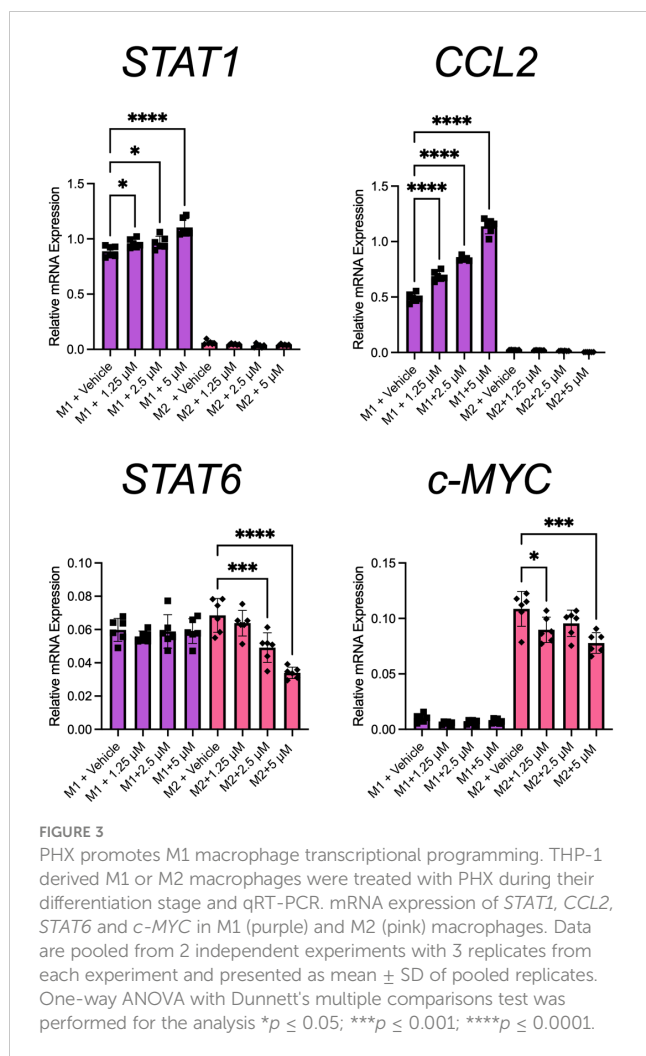 STAT1
CCL2
****
*
*
Relative mRNA Expression
1.5
1.0
0.5
0.0
M1 + Vehicle
M1 + 1.25 µM
M1 + 2.5 µM
M1 + 5 µM
M2 + Vehicle
M2 + 1.25 µM
M2 + 2.5 µM
M2 + 5 µM
****
****
****
Relative mRNA Expression
1.5
1.0
0.5
0.0
M1 + Vehicle
M1 + 1.25 µM
M1+2.5 µM
M1+5 µM
M2 + Vehicle
M2+1.25 µM
M2+2.5 µM
M2+5 µM
STAT6
c-MYC
****
***
Relative mRNA Expression
0.10
0.08
0.06
0.04
0.02
0.00
M1 + Vehicle
M1 + 1.25 µM
M1+2.5 µM
M1+5 µM
M2 + Vehicle
M2+1.25 µM
M2+2.5 µM
M2+5 µM
***
*
Relative mRNA Expression
0.15
0.10
0.05
0.00
M1 + Vehicle
M1+1.25 µM
M1 + 2.5 µM
M1+5 µM
M2 + Vehicle
M2+1.25 µM
M2 + 2.5 µM
M2+5 µM
FIGURE 3
PHX promotes M1 macrophage transcriptional programming. THP-1
derived M1 or M2 macrophages were treated with PHX during their
differentiation stage and qRT-PCR. mRNA expression of STAT1, CCL2,
STAT6 and c-MYC in M1 (purple) and M2 (pink) macrophages. Data
are pooled from 2 independent experiments with 3 replicates from
each experiment and presented as mean ± SD of pooled replicates.
One-way ANOVA with Dunnett's multiple comparisons test was
performed for the analysis *p ≤ 0.05; ***p ≤ 0.001; ****p ≤ 0.0001.